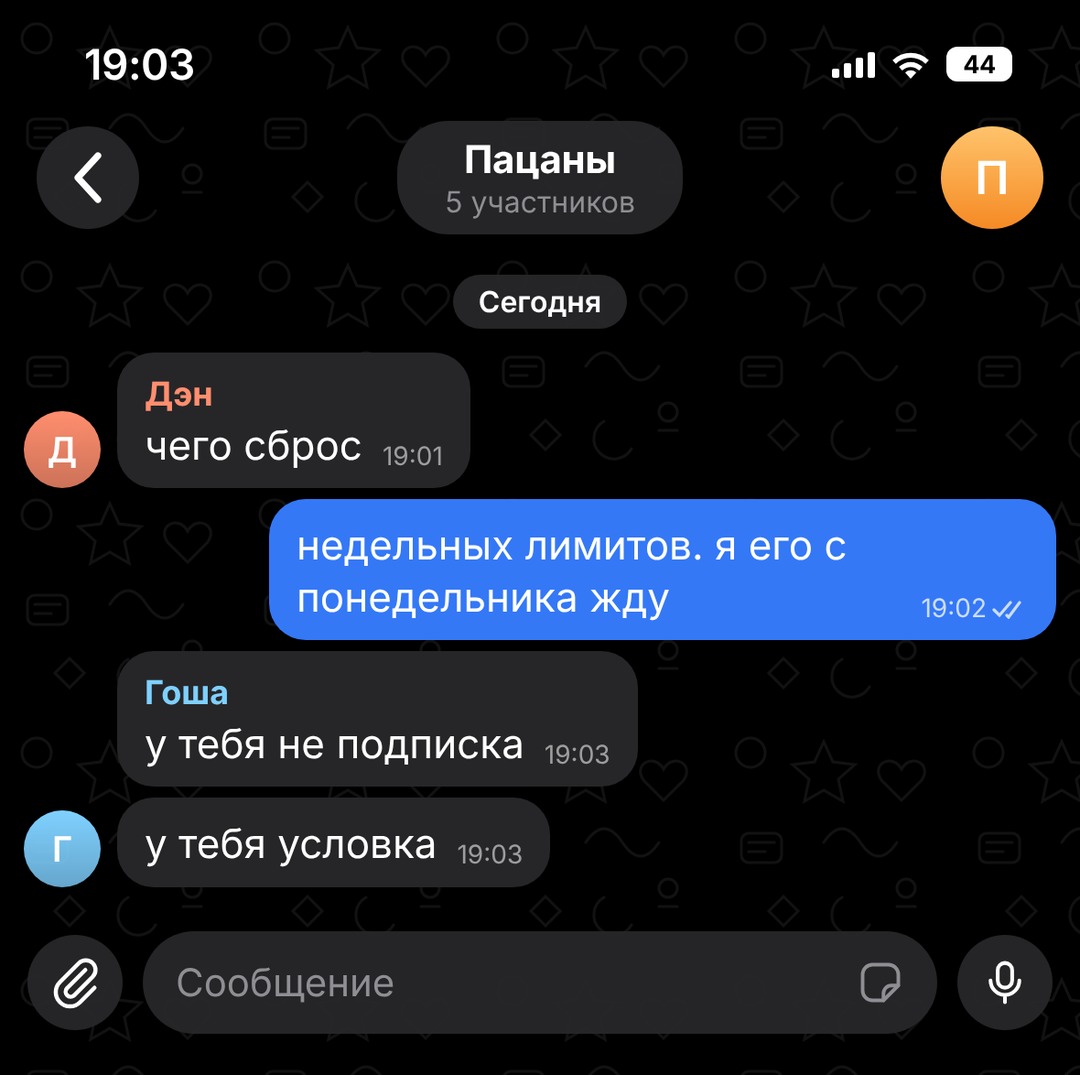 19:03
44
Пацаны
5 участников
П
Сегодня
Дэн
чего сброс 19:01
Д
недельных лимитов. я его с
понедельника жду 19:02
Гоша
у тебя не подписка 19:03
у тебя условка 19:03
Г
Сообщение